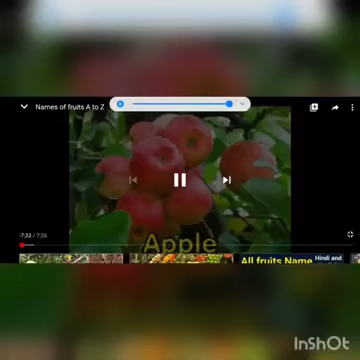 Names of fruits A to Z
-7:33 / 7:36
Apple
All fruits Name
Hindi and
InShOt